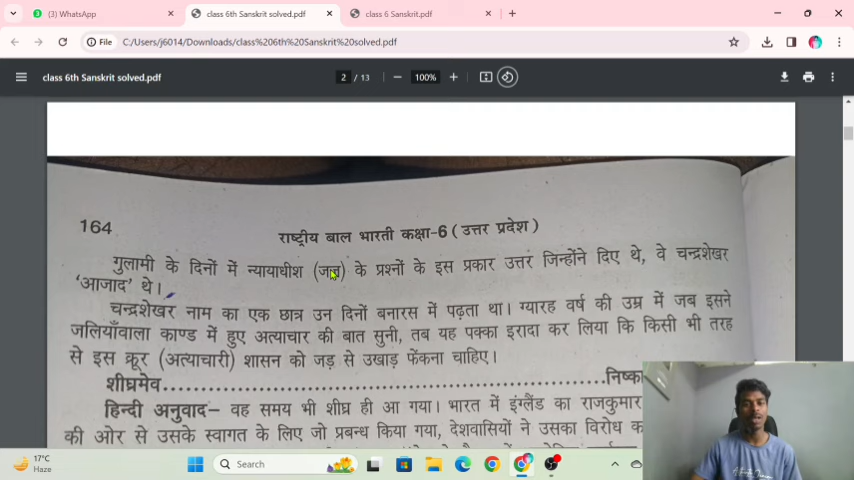 (3) WhatsApp
class 6th Sanskrit solved.pdf
class 6 Sanskrit.pdf
File
C:/Users/j6014/Downloads/class%206th%20Sanskrit%20solved.pdf
class 6th Sanskrit solved.pdf
2 / 13
100%
164
राष्ट्रीय बाल भारती कक्षा-6 (उत्तर प्रदेश)
गुलामी के दिनों में न्यायाधीश (जज) के प्रश्नों के इस प्रकार उत्तर जिन्होंने दिए थे, वे चन्द्रशेखर
'आजाद' थे।
चन्द्रशेखर नाम का एक छात्र उन दिनों बनारस में पढ़ता था। ग्यारह वर्ष की उम्र में जब इसने
जलियाँवाला काण्ड में हुए अत्याचार की बात सुनी, तब यह पक्का इरादा कर लिया कि किसी भी तरह
से इस क्रूर (अत्याचारी) शासन को जड़ से उखाड़ फेंकना चाहिए।
शीघ्रमेव..........................................................................निष्का
हिन्दी अनुवाद– वह समय भी शीघ्र ही आ गया। भारत में इंग्लैंड का राजकुमार
की ओर से उसके स्वागत के लिए जो प्रबन्ध किया गया, देशवासियों ने उसका विरोध क
17°C
Haze
Search